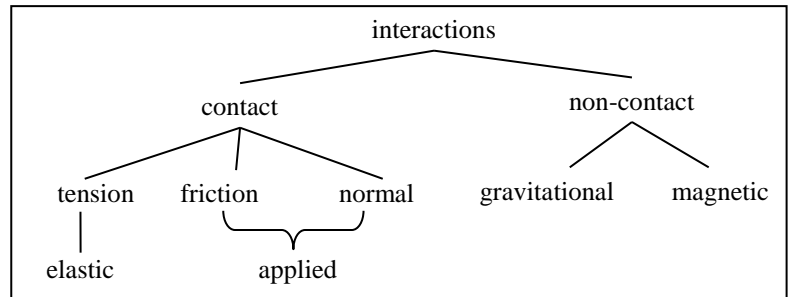 interactions
contact non-contact
tension friction normal gravitational magnetic
elastic applied